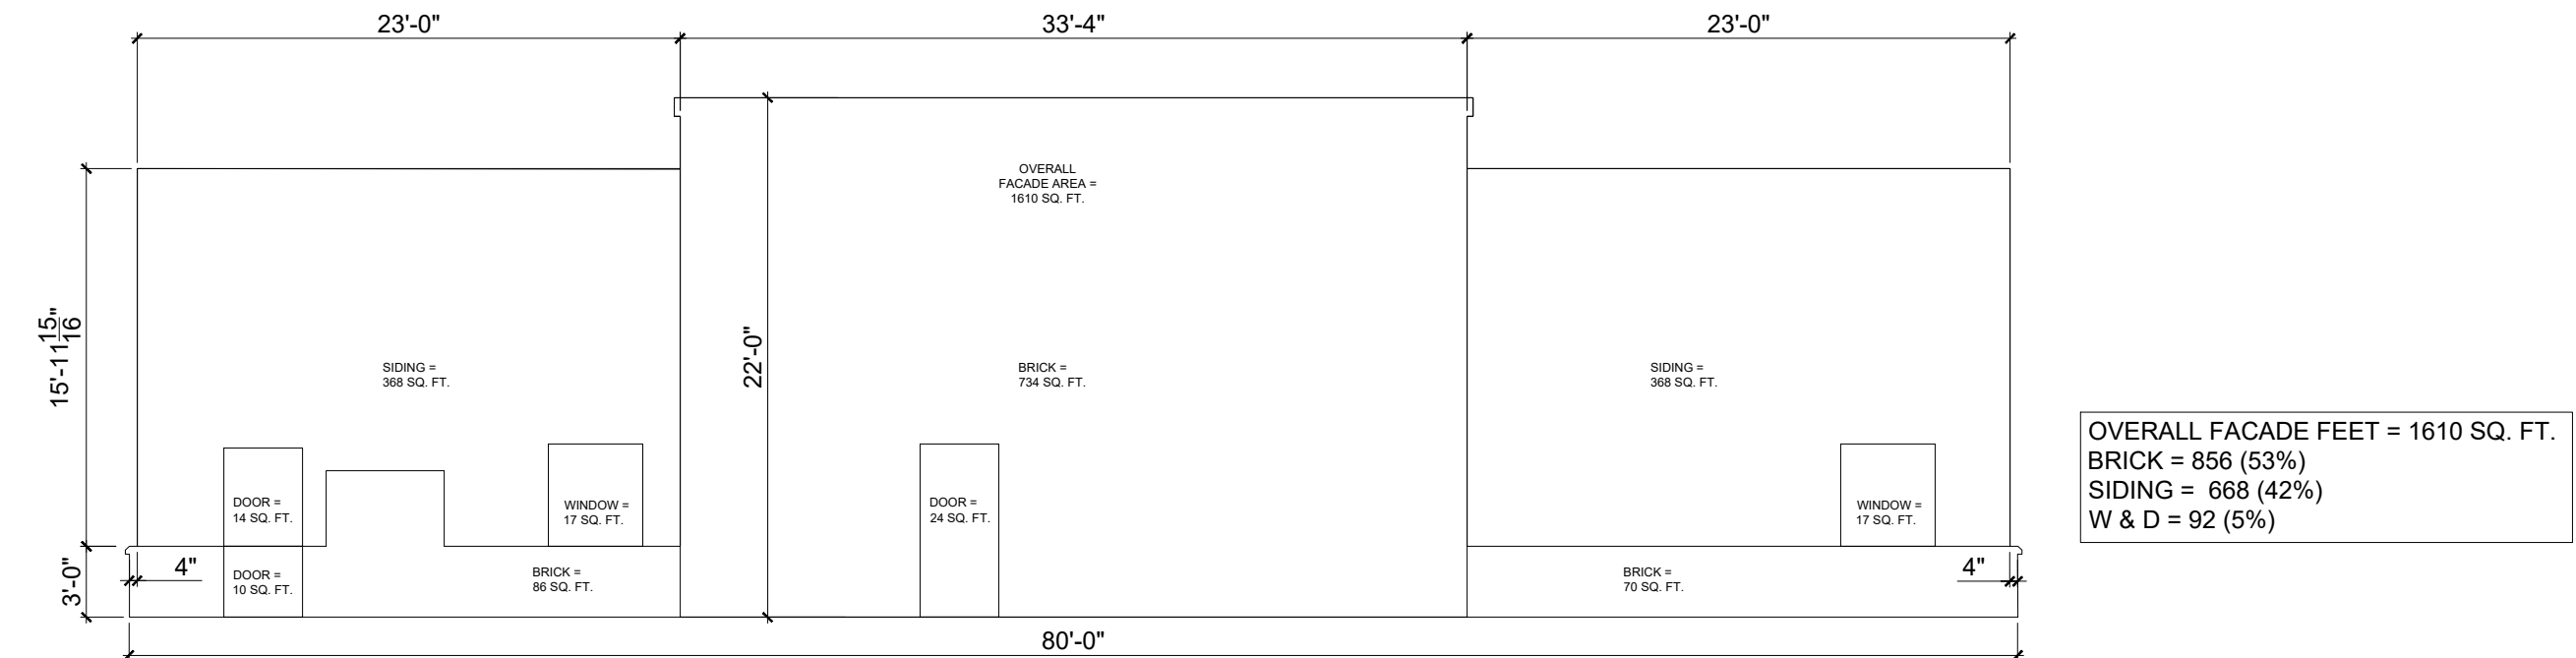 23'-0"
33'-4"
23'-0"
OVERALL
FACADE AREA =
1610 SQ. FT.
15'-11 15/16"
22'-0"
SIDING =
368 SQ. FT.
BRICK =
734 SQ. FT.
SIDING =
368 SQ. FT.
OVERALL FACADE FEET = 1610 SQ. FT.
BRICK = 856 (53%)
SIDING =  668 (42%)
W & D = 92 (5%)
DOOR =
14 SQ. FT.
WINDOW =
17 SQ. FT.
DOOR =
24 SQ. FT.
WINDOW =
17 SQ. FT.
3'-0"
4"
DOOR =
10 SQ. FT.
BRICK =
86 SQ. FT.
BRICK =
70 SQ. FT.
4"
80'-0"